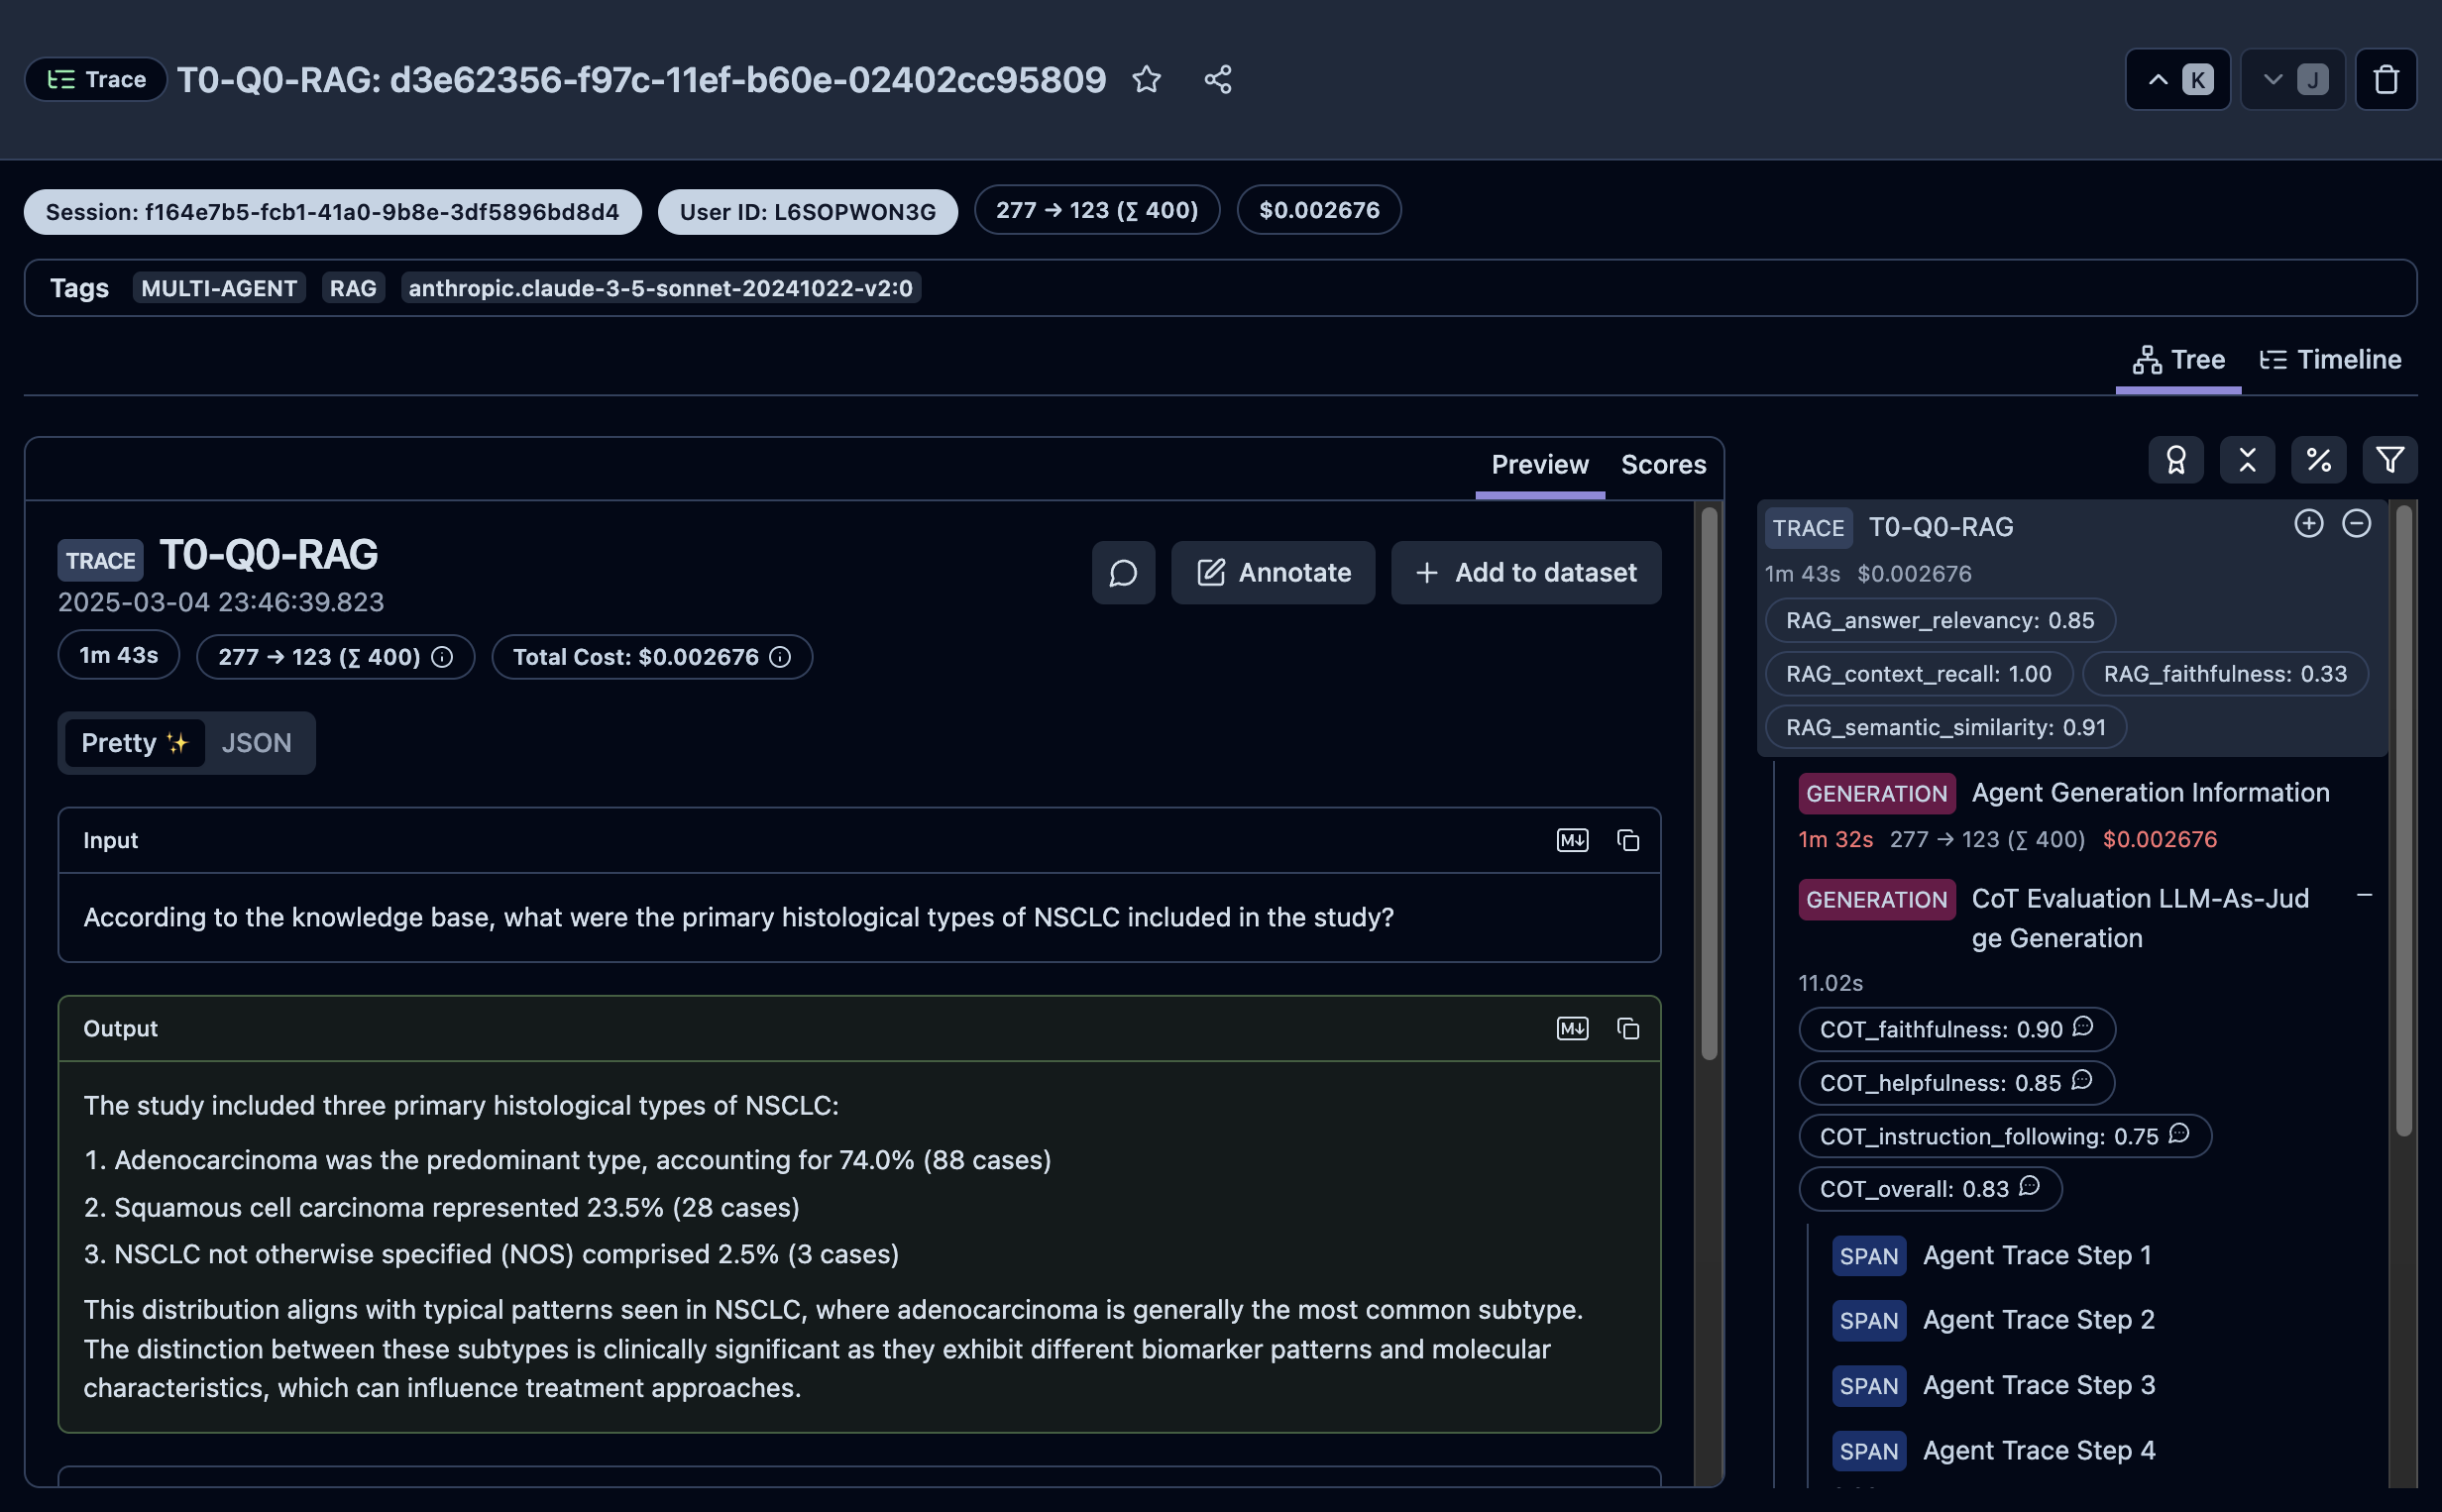 Trace T0-Q0-RAG: d3e62356-f97c-11ef-b60e-02402cc95809 K J
Session: f164e7b5-fcb1-41a0-9b8e-3df5896bd8d4 User ID: L6SOPWON3G 277 → 123 (∑ 400) $0.002676
Tags MULTI-AGENT RAG anthropic.claude-3-5-sonnet-20241022-v2:0
Tree Timeline
Preview Scores
TRACE T0-Q0-RAG
2025-03-04 23:46:39.823
Annotate + Add to dataset
1m 43s 277 → 123 (∑ 400) Total Cost: $0.002676
Pretty ✨ JSON
Input
According to the knowledge base, what were the primary histological types of NSCLC included in the study?
Output
The study included three primary histological types of NSCLC:
1. Adenocarcinoma was the predominant type, accounting for 74.0% (88 cases)
2. Squamous cell carcinoma represented 23.5% (28 cases)
3. NSCLC not otherwise specified (NOS) comprised 2.5% (3 cases)
This distribution aligns with typical patterns seen in NSCLC, where adenocarcinoma is generally the most common subtype.
The distinction between these subtypes is clinically significant as they exhibit different biomarker patterns and molecular
characteristics, which can influence treatment approaches.
TRACE T0-Q0-RAG
1m 43s $0.002676
RAG_answer_relevancy: 0.85
RAG_context_recall: 1.00 RAG_faithfulness: 0.33
RAG_semantic_similarity: 0.91
GENERATION Agent Generation Information
1m 32s 277 → 123 (∑ 400) $0.002676
GENERATION CoT Evaluation LLM-As-Jud
ge Generation
11.02s
COT_faithfulness: 0.90
COT_helpfulness: 0.85
COT_instruction_following: 0.75
COT_overall: 0.83
SPAN Agent Trace Step 1
SPAN Agent Trace Step 2
SPAN Agent Trace Step 3
SPAN Agent Trace Step 4